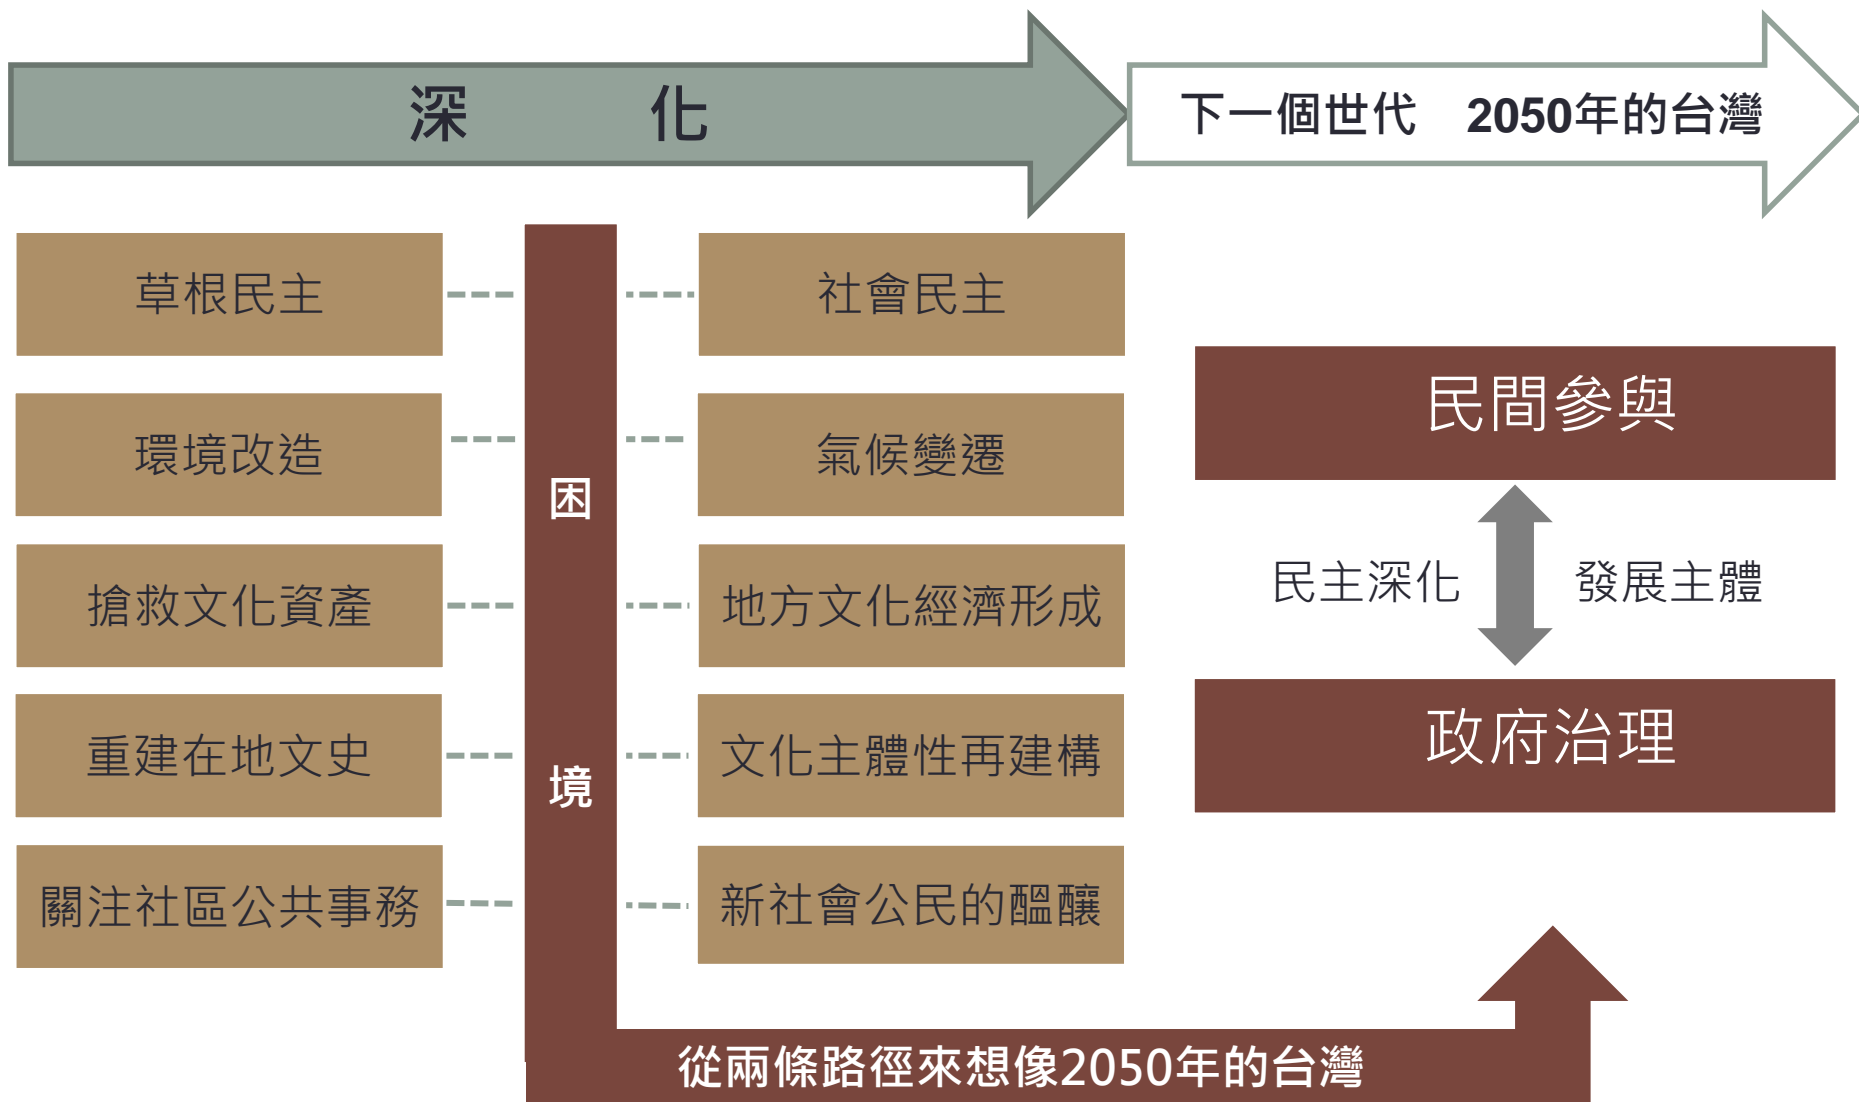 深 化
下一個世代 2050年的台灣
草根民主
社會民主
環境改造
氣候變遷
搶救文化資產
地方文化經濟形成
重建在地文史
文化主體性再建構
關注社區公共事務
新社會公民的醞釀
困
境
民間參與
民主深化
發展主體
政府治理
從兩條路徑來想像2050年的台灣